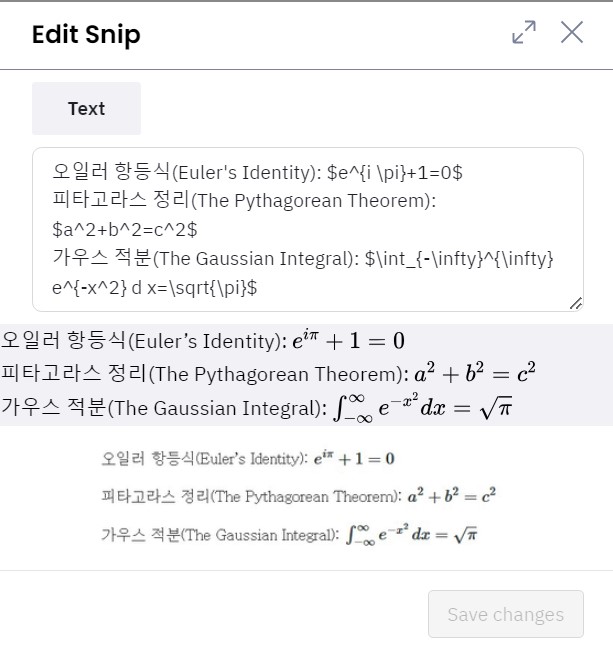 Edit Snip
Text
오일러 항등식(Euler's Identity): $e^{i \pi}+1=0$
피타고라스 정리(The Pythagorean Theorem):
$a^2+b^2=c^2$
가우스 적분(The Gaussian Integral): $\int_{-\infty}^{\infty}
e^{-x^2} d x=\sqrt{\pi}$
오일러 항등식(Euler’s Identity): $e^{i\pi} + 1 = 0$
피타고라스 정리(The Pythagorean Theorem): $a^2 + b^2 = c^2$
가우스 적분(The Gaussian Integral): $\int_{-\infty}^{\infty} e^{-x^2} dx = \sqrt{\pi}$
오일러 항등식(Euler’s Identity): $e^{i\pi} + 1 = 0$
피타고라스 정리(The Pythagorean Theorem): $a^2 + b^2 = c^2$
가우스 적분(The Gaussian Integral): $\int_{-\infty}^{\infty} e^{-x^2} dx = \sqrt{\pi}$
Save changes